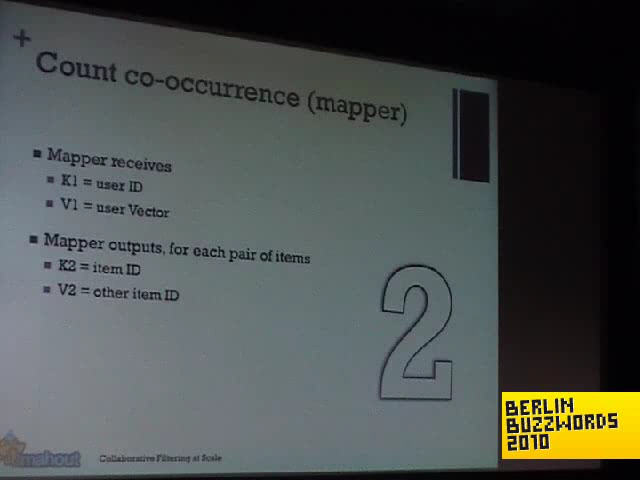 +
Count co-occurrence (mapper)
Mapper receives
K1 = user ID
V1 = user Vector
Mapper outputs, for each pair of items
K2 = item ID
V2 = other item ID
2
mahout
Collaborative Filtering at Scale
BERLIN
BUZZWORDS
2010